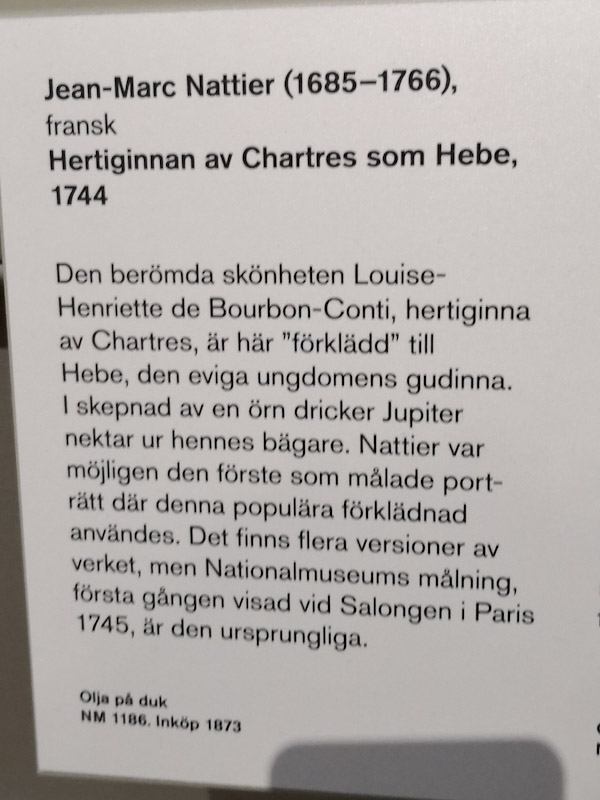 Jean-Marc Nattier (1685–1766),
fransk
Hertiginnan av Chartres som Hebe,
1744
Den berömda skönheten Louise-
Henriette de Bourbon-Conti, hertiginna
av Chartres, är här ”förklädd” till
Hebe, den eviga ungdomens gudinna.
I skepnad av en örn dricker Jupiter
nektar ur hennes bägare. Nattier var
möjligen den förste som målade port-
rätt där denna populära förklädnad
användes. Det finns flera versioner av
verket, men Nationalmuseums målning,
första gången visad vid Salongen i Paris
1745, är den ursprungliga.
Olja på duk
NM 1186. Inköp 1873